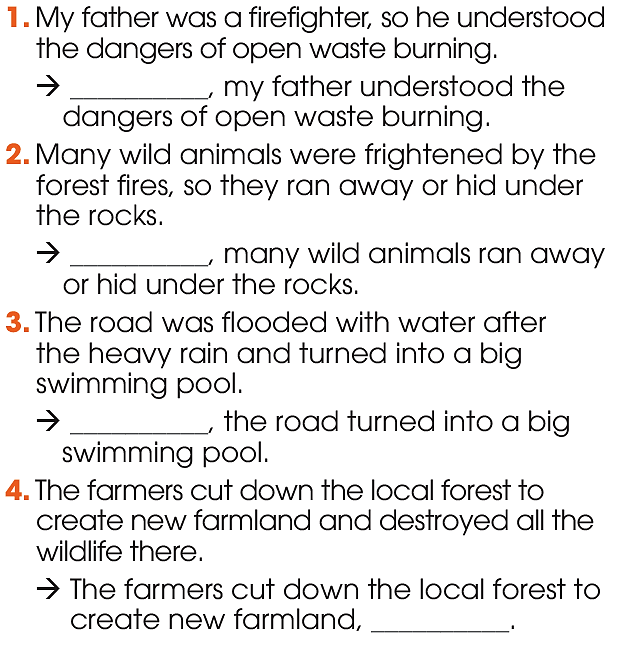 1. My father was a firefighter, so he understood
the dangers of open waste burning.
→ __________, my father understood the
dangers of open waste burning.
2. Many wild animals were frightened by the
forest fires, so they ran away or hid under
the rocks.
→ __________, many wild animals ran away
or hid under the rocks.
3. The road was flooded with water after
the heavy rain and turned into a big
swimming pool.
→ __________, the road turned into a big
swimming pool.
4. The farmers cut down the local forest to
create new farmland and destroyed all the
wildlife there.
→ The farmers cut down the local forest to
create new farmland, __________.